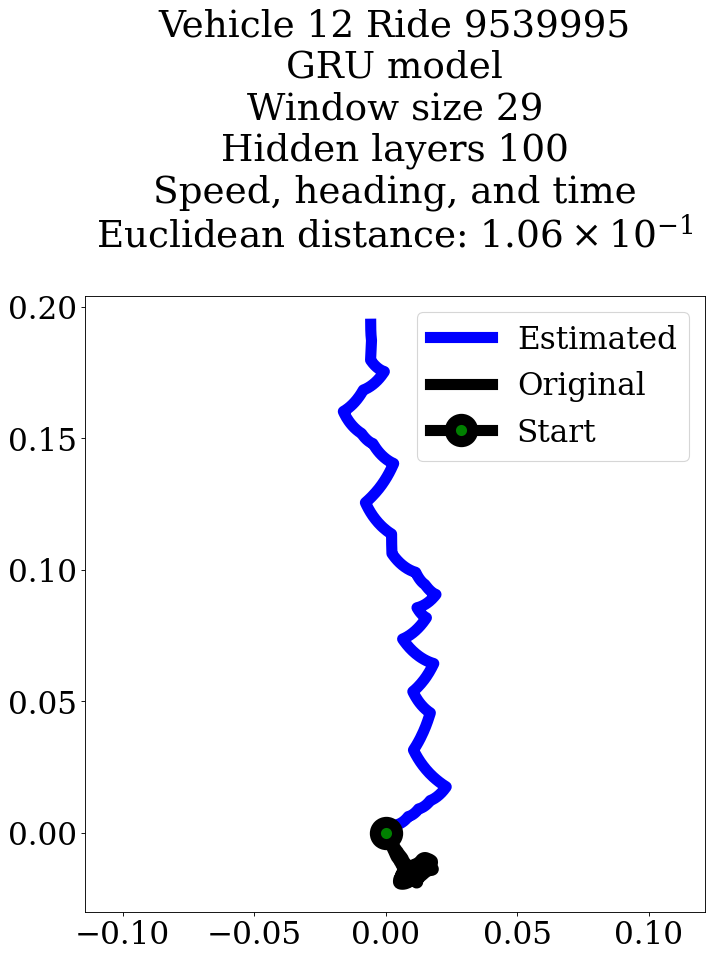 Vehicle 12 Ride 9539995
GRU model
Window size 29
Hidden layers 100
Speed, heading, and time
Euclidean distance: 1.06 × 10⁻¹
0.20
0.15
0.10
0.05
0.00
Estimated
Original
Start
−0.10 −0.05 0.00 0.05 0.10